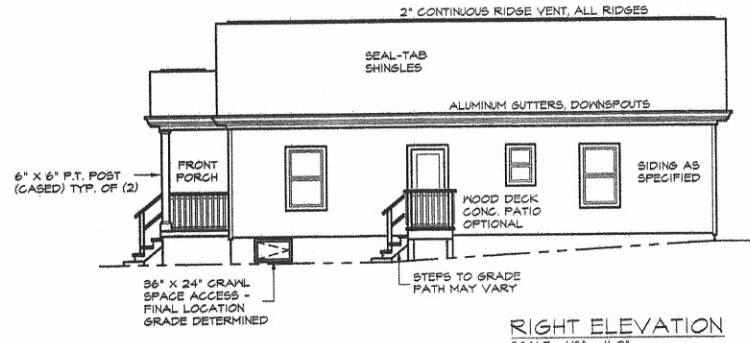 2" CONTINUOUS RIDGE VENT, ALL RIDGES
SEAL-TAB
SHINGLES
ALUMINUM GUTTERS, DOWNSPOUTS
6" X 6" P.T. POST
(CASED) TYP. OF (2)
FRONT
PORCH
SIDING AS
SPECIFIED
WOOD DECK
CONC. PATIO
OPTIONAL
36" X 24" CRAWL
SPACE ACCESS -
FINAL LOCATION
GRADE DETERMINED
STEPS TO GRADE
PATH MAY VARY
RIGHT ELEVATION